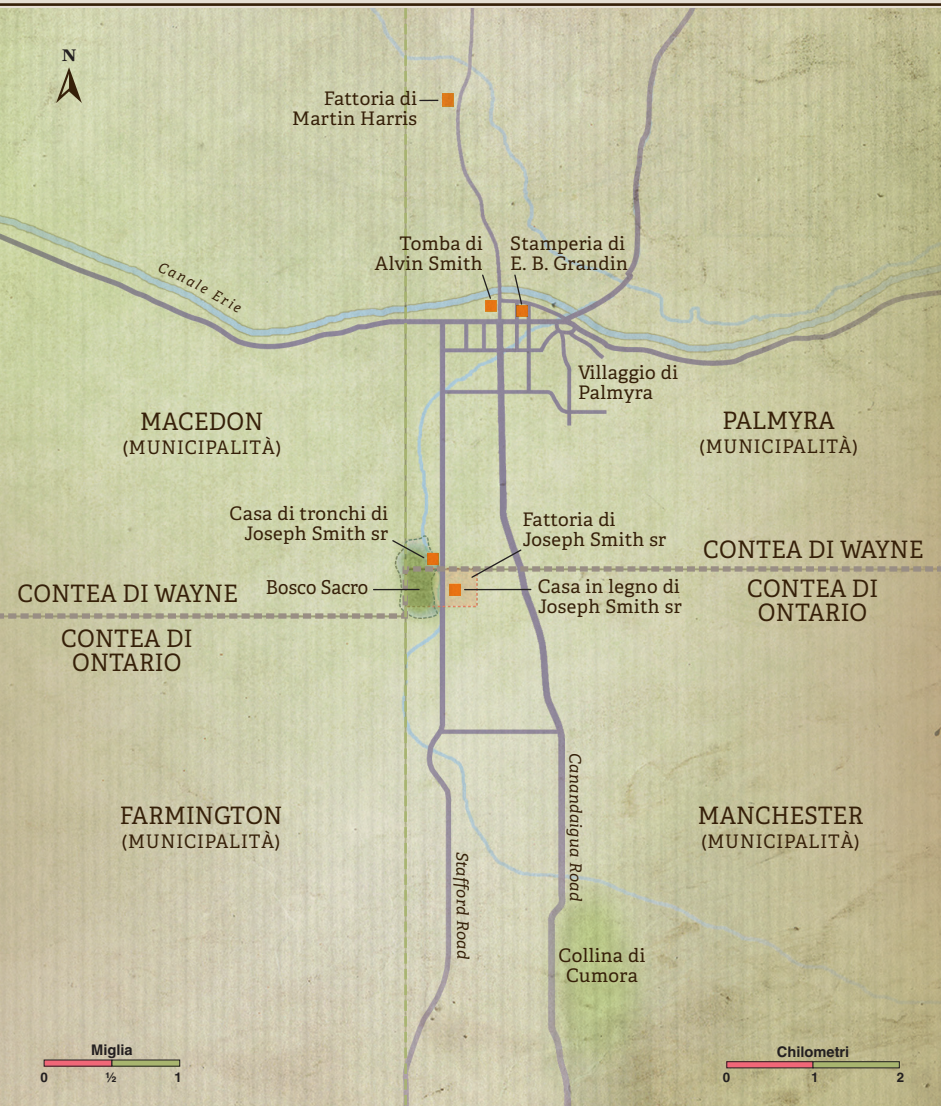 N
Fattoria di
Martin Harris
Tomba di
Alvin Smith
Stamperia di
E. B. Grandin
Canale Erie
Villaggio di
Palmyra
MACEDON
(MUNICIPALITÀ)
PALMYRA
(MUNICIPALITÀ)
Casa di tronchi di
Joseph Smith sr
Fattoria di
Joseph Smith sr
CONTEA DI WAYNE
Bosco Sacro
Casa in legno di
Joseph Smith sr
CONTEA DI
ONTARIO
CONTEA DI WAYNE
CONTEA DI
ONTARIO
FARMINGTON
(MUNICIPALITÀ)
MANCHESTER
(MUNICIPALITÀ)
Canandaigua Road
Stafford Road
Collina di
Cumora
Miglia
0 ½ 1
Chilometri
0 1 2